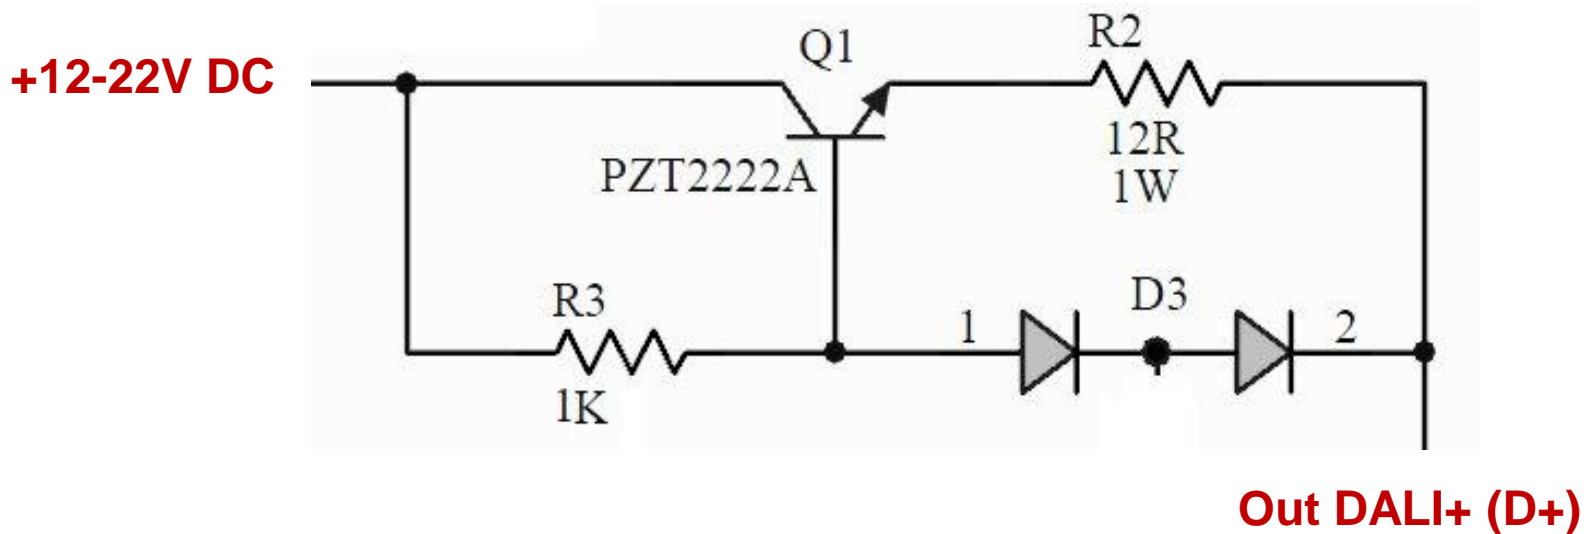 +12-22V DC
Q1
R2
PZT2222A
12R
1W
R3
1K
1
D3
2
Out DALI+ (D+)